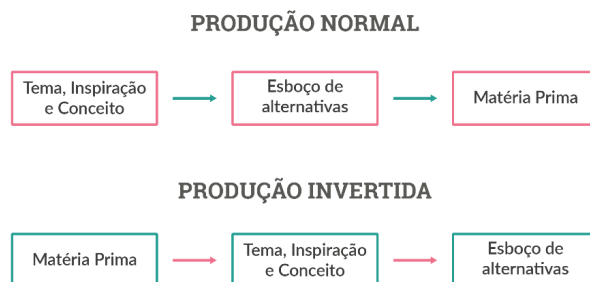 PRODUÇÃO NORMAL
Tema, Inspiração
e Conceito
Esboço de
alternativas
Matéria Prima
PRODUÇÃO INVERTIDA
Matéria Prima
Tema, Inspiração
e Conceito
Esboço de
alternativas